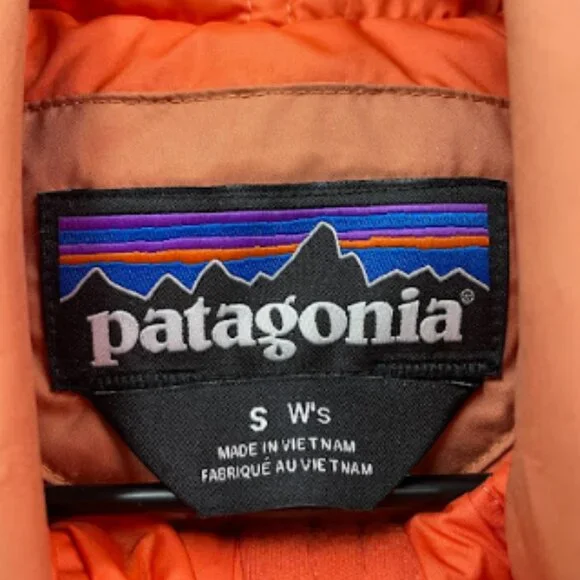 patagonia®
S W's
MADE IN VIETNAM
FABRIQUÉ AU VIETNAM